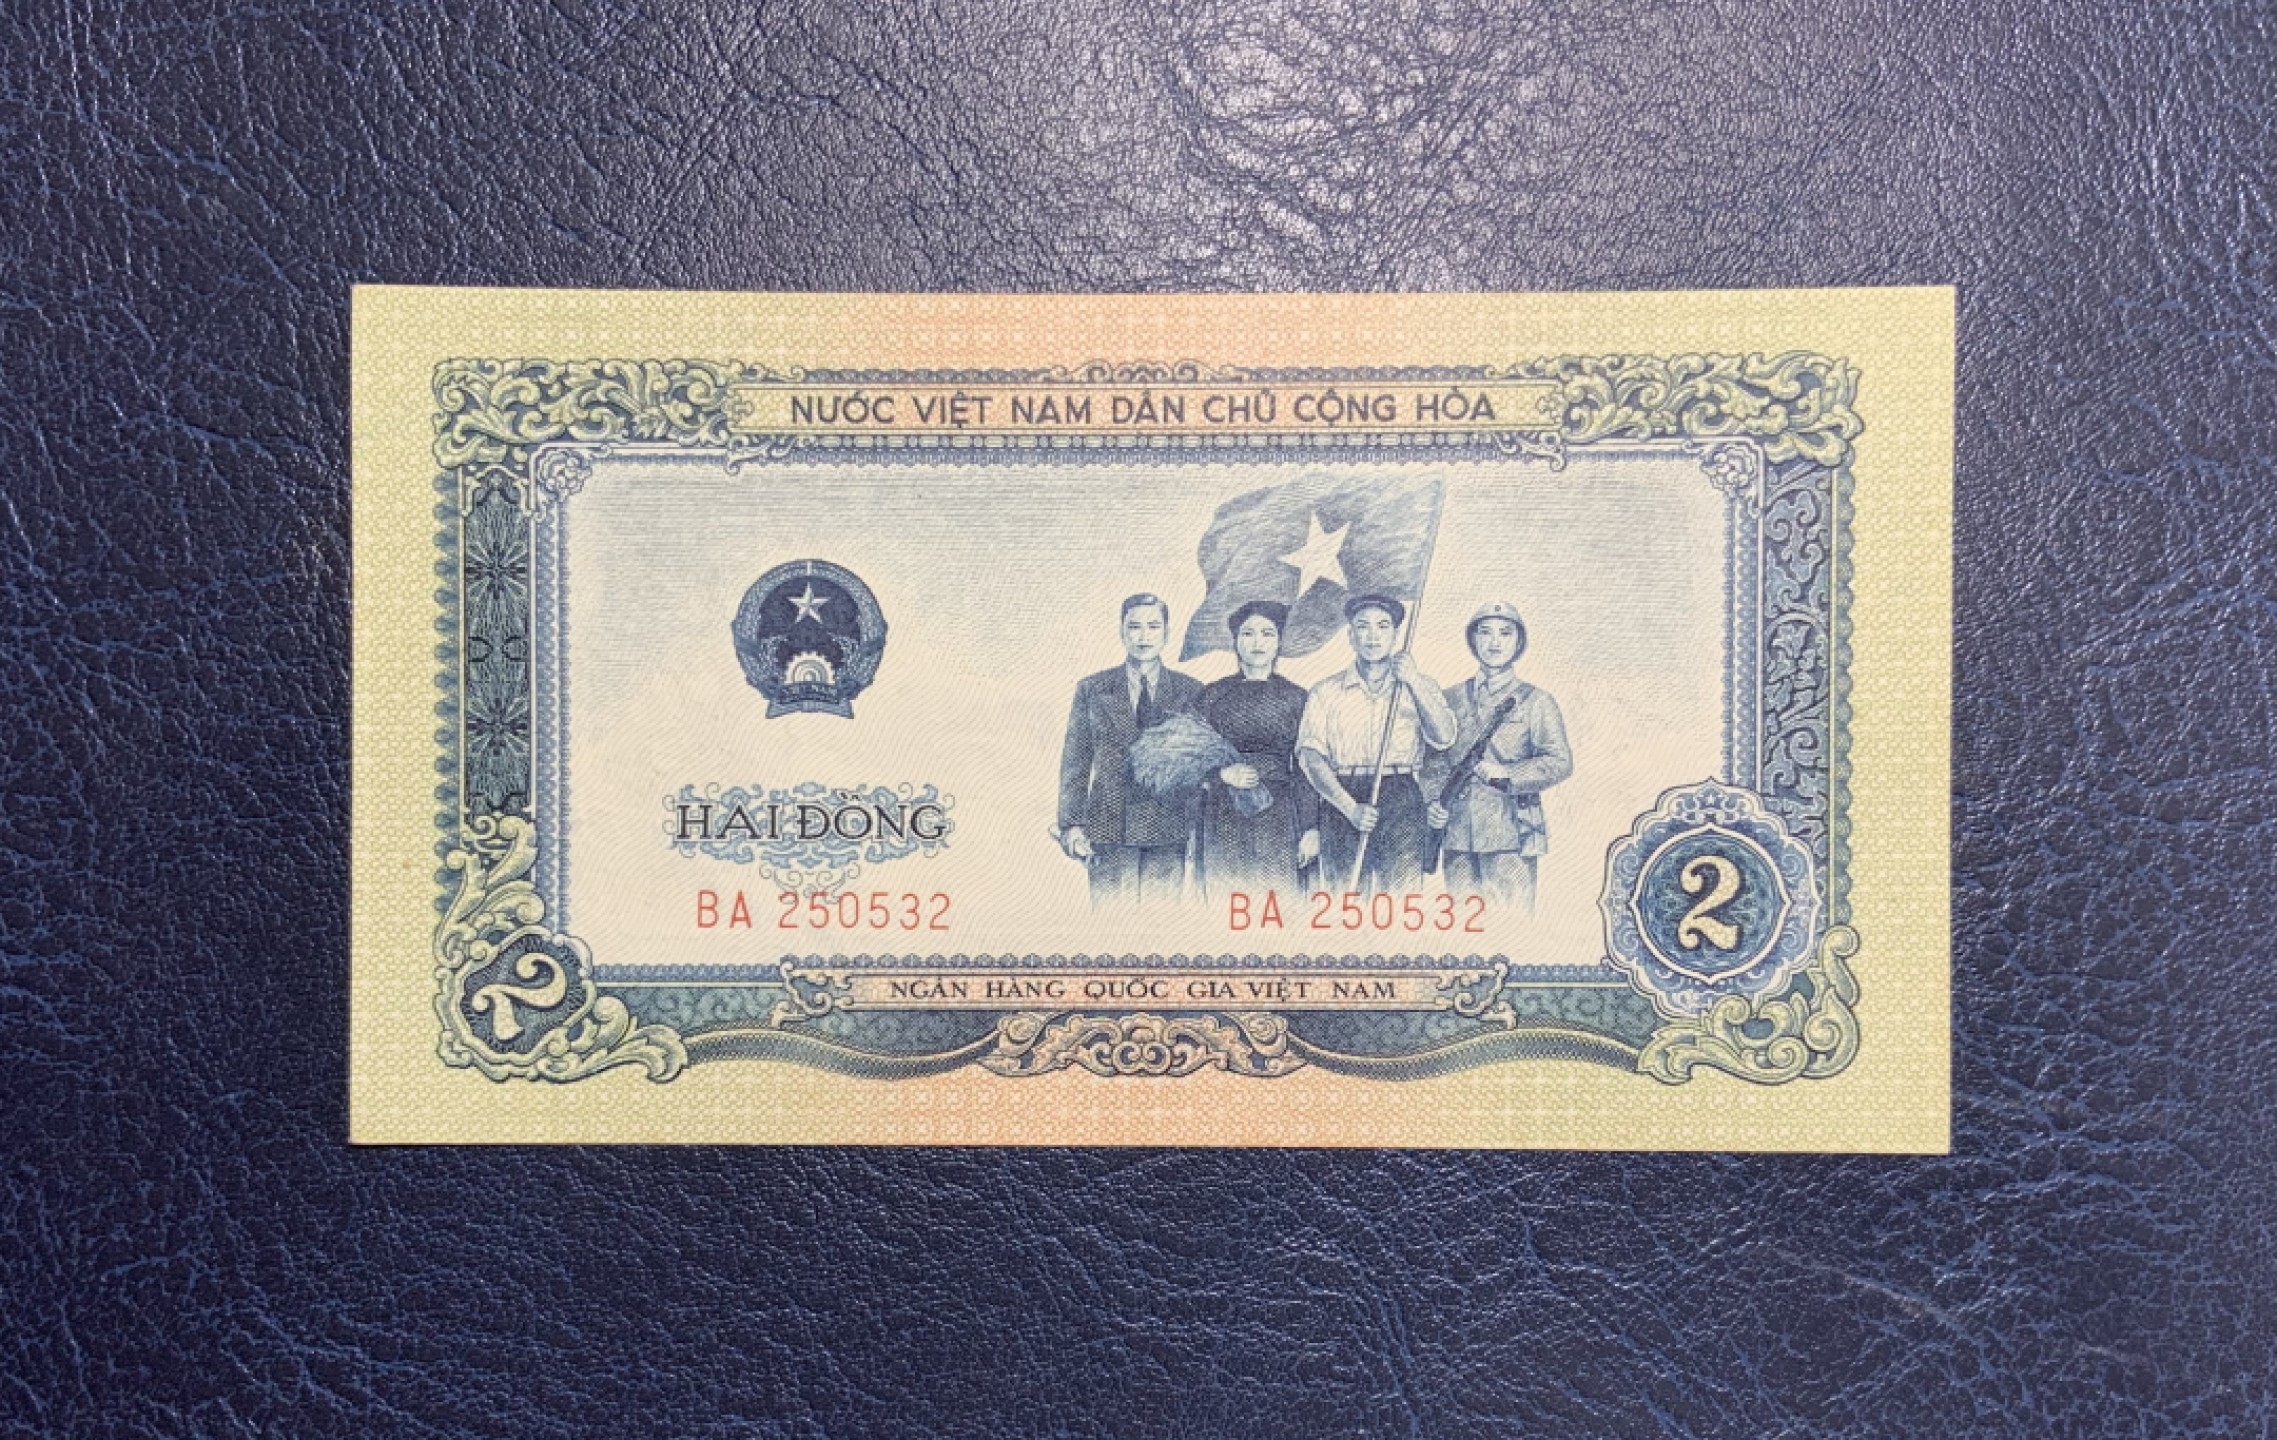 NƯỚC VIỆT NAM DÂN CHỦ CỘNG HÒA
HAI ĐỒNG
BA 250532 BA 250532
2 2
NGÂN HÀNG QUỐC GIA VIỆT NAM